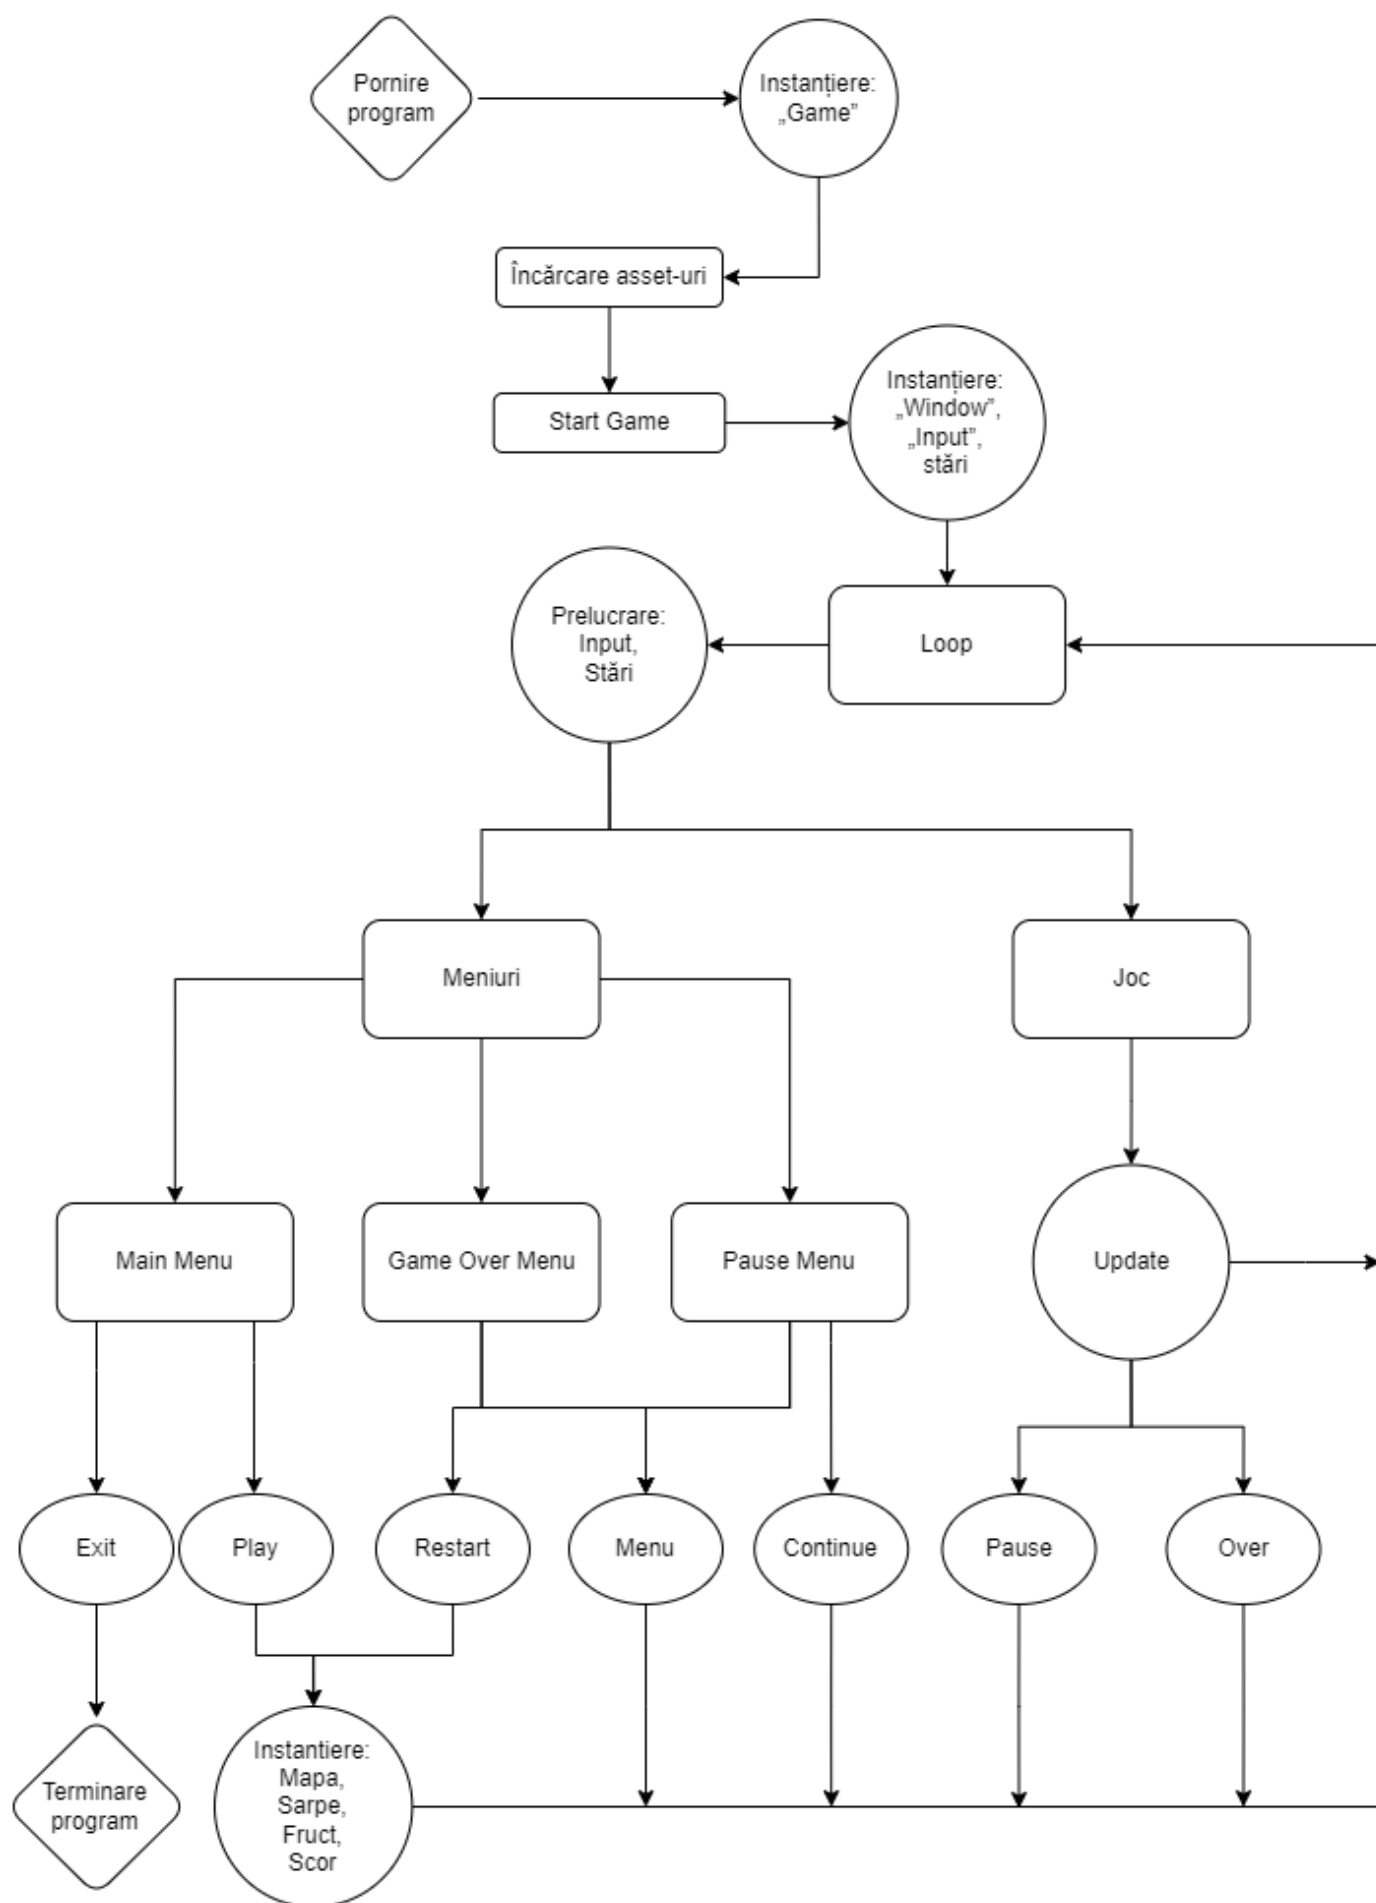 Pornire
program
Instanțiere:
„Game”
Încărcare asset-uri
Start Game
Instanțiere:
„Window”,
„Input”,
stări
Prelucrare:
Input,
Stări
Loop
Meniuri
Joc
Main Menu
Game Over Menu
Pause Menu
Update
Exit
Play
Restart
Menu
Continue
Pause
Over
Terminare
program
Instantiere:
Mapa,
Sarpe,
Fruct,
Scor